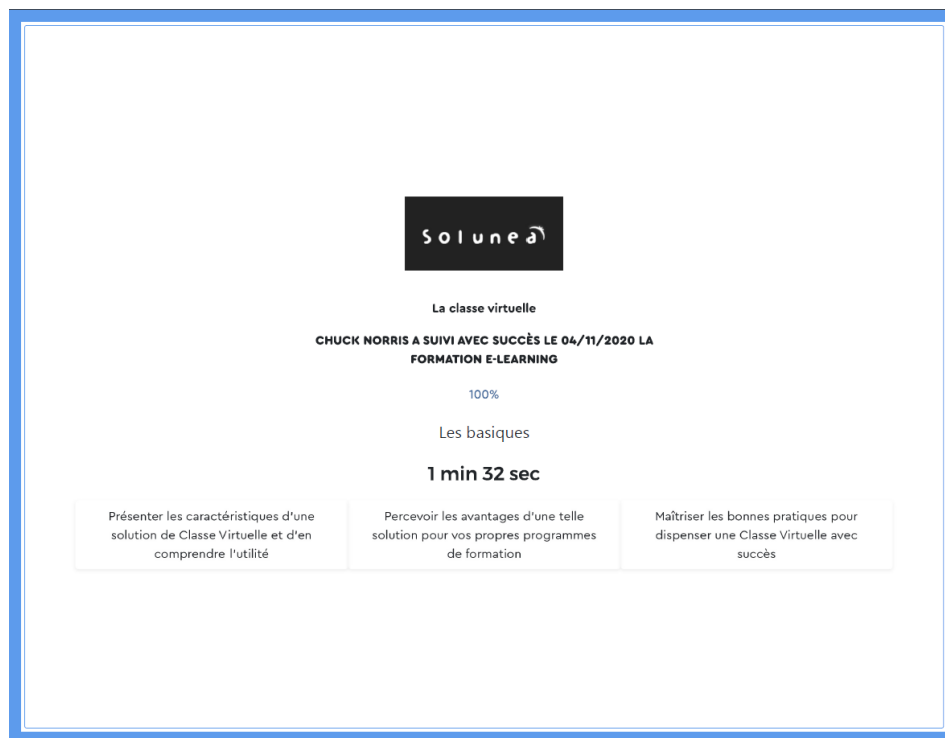 Solunea
La classe virtuelle
CHUCK NORRIS A SUIVI AVEC SUCCÈS LE 04/11/2020 LA
FORMATION E-LEARNING
100%
Les basiques
1 min 32 sec
Présenter les caractéristiques d'une
solution de Classe Virtuelle et d'en
comprendre l'utilité
Percevoir les avantages d'une telle
solution pour vos propres programmes
de formation
Maîtriser les bonnes pratiques pour
dispenser une Classe Virtuelle avec
succès